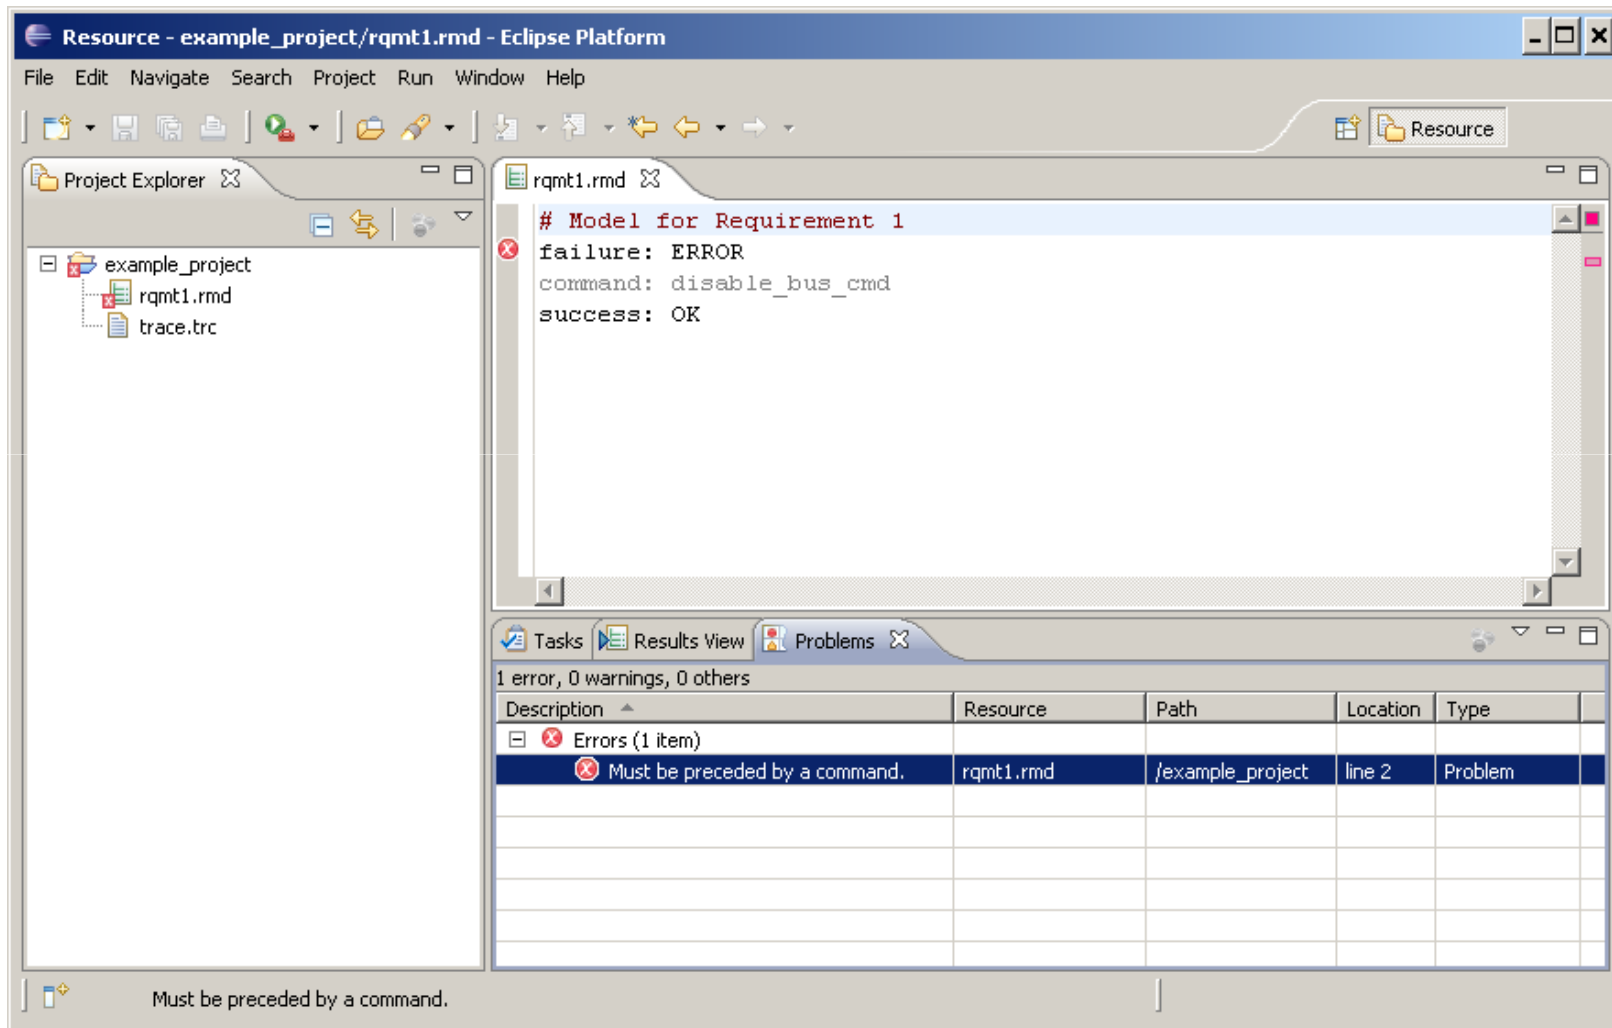 Resource - example_project/rqmt1.rmd - Eclipse Platform
File Edit Navigate Search Project Run Window Help
Resource
Project Explorer
example_project
rqmt1.rmd
trace.trc
rqmt1.rmd
# Model for Requirement 1
failure: ERROR
command: disable_bus_cmd
success: OK
Tasks Results View Problems
1 error, 0 warnings, 0 others
Description Resource Path Location Type
Errors (1 item)
Must be preceded by a command. rqmt1.rmd /example_project line 2 Problem
Must be preceded by a command.